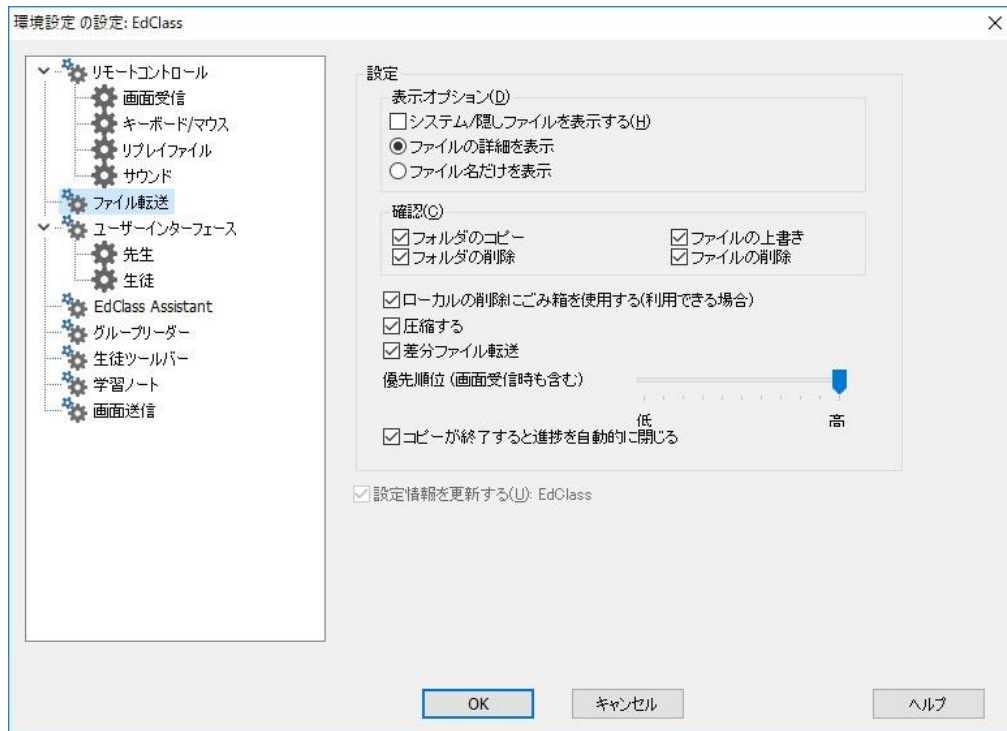 環境設定 の設定: EdClass
リモートコントロール
画面受信
キーボード/マウス
リプレイファイル
サウンド
ファイル転送
ユーザーインターフェース
先生
生徒
EdClass Assistant
グループリーダー
生徒ツールバー
学習ノート
画面送信
設定
表示オプション(D)
システム/隠しファイルを表示する(H)
ファイルの詳細を表示
ファイル名だけを表示
確認(C)
フォルダのコピー
ファイルの上書き
フォルダの削除
ファイルの削除
ローカルの削除にごみ箱を使用する(利用できる場合)
圧縮する
差分ファイル転送
優先順位 (画面受信時も含む)
低
高
コピーが終了すると進捗を自動的に閉じる
設定情報を更新する(U): EdClass
OK
キャンセル
ヘルプ